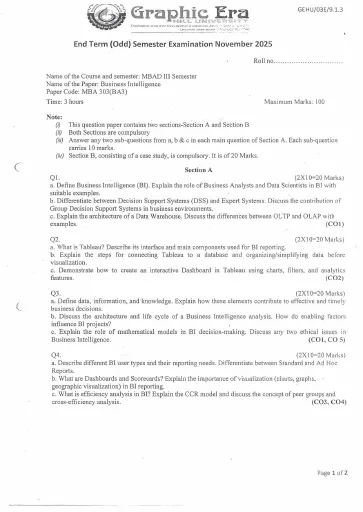 GEHU/03E/9.1.3
Graphic Era
HILL UNIVERSITY
End Term (Odd) Semester Examination November 2025
Roll no.
Name of the Course and semester: MBAD III Semester
Name of the Paper: Business Intelligence
Paper Code: MBA 303(BA3)
Time: 3 hours Maximum Marks: 100
Note:
(i) This question paper contains two sections-Section A and Section B
(ii) Both Sections are compulsory
(iii) Answer any two sub-questions from a, b & c in each main question of Section A. Each sub-question
carries 10 marks.
(iv) Section B, consisting of a case study, is compulsory. It is of 20 Marks.
Section A
Q1. (2X10=20 Marks)
a. Define Business Intelligence (BI). Explain the role of Business Analysts and Data Scientists in BI with
suitable examples.
b. Differentiate between Decision Support Systems (DSS) and Expert Systems. Discuss the contribution of
Group Decision Support Systems in business environments.
c. Explain the architecture of a Data Warehouse. Discuss the differences between OLTP and OLAP with
examples. (CO1)
Q2. (2X10=20 Marks)
a. What is Tableau? Describe its interface and main components used for BI reporting.
b. Explain the steps for connecting Tableau to a database and organizing/simplifying data before
visualization.
c. Demonstrate how to create an interactive Dashboard in Tableau using charts, filters, and analytics
features. (CO2)
Q3. (2X10=20 Marks)
a. Define data, information, and knowledge. Explain how these elements contribute to effective and timely
business decisions.
b. Discuss the architecture and life cycle of a Business Intelligence analysis. How do enabling factors
influence BI projects?
c. Explain the role of mathematical models in BI decision-making. Discuss any two ethical issues in
Business Intelligence. (CO1, CO 5)
Q4. (2X10=20 Marks)
a. Describe different BI user types and their reporting needs. Differentiate between Standard and Ad Hoc
Reports.
b. What are Dashboards and Scorecards? Explain the importance of visualization (charts, graphs,
geographic visualization) in BI reporting.
c. What is efficiency analysis in BI? Explain the CCR model and discuss the concept of peer groups and
cross-efficiency analysis. (CO3, CO4)
Page 1 of 2